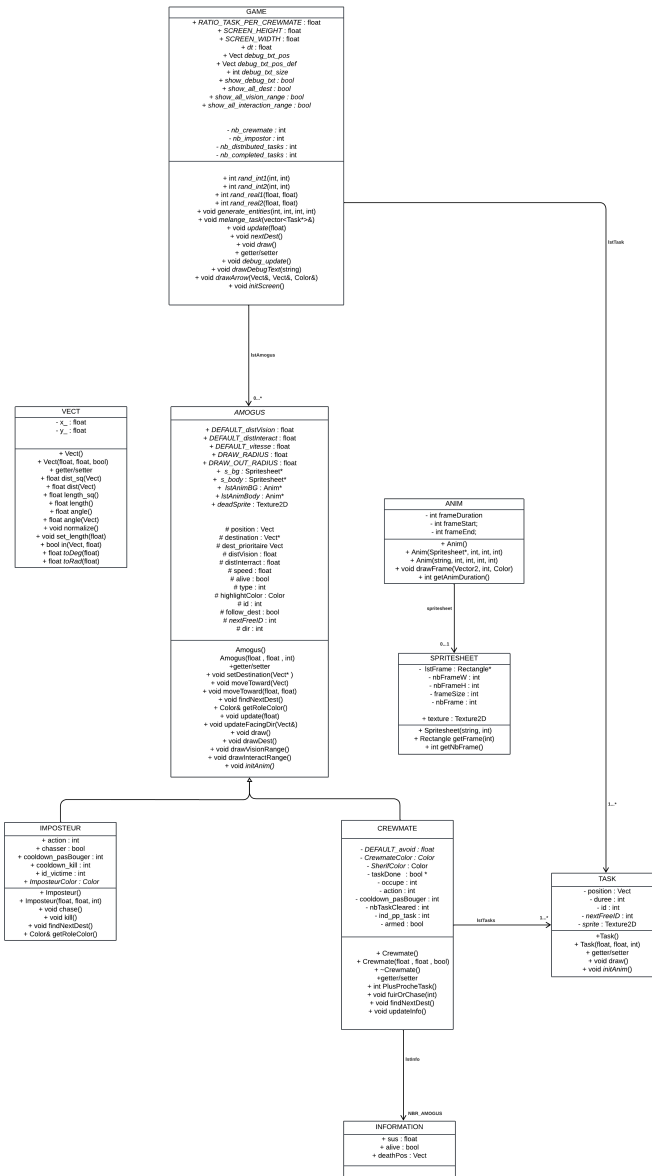 GAME
+ RATIO_TASK_PER_CREWMATE : float
+ SCREEN_HEIGHT : float
+ SCREEN_WIDTH : float
+ dt : float
+ Vect debug_txt_pos
+ Vect debug_txt_pos_def
+ int debug_txt_size
+ show_debug_txt : bool
+ show_all_dest : bool
+ show_all_vision_range : bool
+ show_all_interaction_range : bool
- nb_crewmate : int
- nb_impostor : int
- nb_distributed_tasks : int
- nb_completed_tasks : int
+ int rand_int1(int, int)
+ int rand_int2(int, int)
+ int rand_real1(float, float)
+ int rand_real2(float, float)
+ void generate_entities(int, int, int, int)
+ void melange_task(vector<Task*>&)
+ void update(float)
+ void nextDest()
+ void draw()
+ getter/setter
+ void debug_update()
+ void drawDebugText(string)
+ void drawArrow(Vect&, Vect&, Color&)
+ void initScreen()
lstTask
lstAmogus
0...*
VECT
- x_ : float
- y_ : float
+ Vect()
+ Vect(float, float, bool)
+ getter/setter
+ float dist_sq(Vect)
+ float dist(Vect)
+ float length_sq()
+ float length()
+ float angle()
+ float angle(Vect)
+ void normalize()
+ void set_length(float)
+ bool in(Vect, float)
+ float toDeg(float)
+ float toRad(float)
AMOGUS
+ DEFAULT_distVision : float
+ DEFAULT_distInteract : float
+ DEFAULT_vitesse : float
+ DRAW_RADIUS : float
+ DRAW_OUT_RADIUS : float
+ s_bg : Spritesheet*
+ s_body : Spritesheet*
+ lstAnimBG : Anim*
+ lstAnimBody : Anim*
+ deadSprite : Texture2D
# position : Vect
# destination : Vect*
# dest_prioritaire Vect
# distVision : float
# distInterract : float
# speed : float
# alive : bool
# type : int
# highlightColor : Color
# id : int
# follow_dest : bool
# nextFreeID : int
# dir : int
Amogus()
Amogus(float , float , int)
+getter/setter
+ void setDestination(Vect* )
+ void moveToward(Vect)
+ void moveToward(float, float)
+ void findNextDest()
+ Color& getRoleColor()
+ void update(float)
+ void updateFacingDir(Vect&)
+ void draw()
+ void drawDest()
+ void drawVisionRange()
+ void drawInteractRange()
+ void initAnim()
ANIM
- int frameDuration
- int frameStart;
- int frameEnd;
+ Anim()
+ Anim(Spritesheet*, int, int, int)
+ Anim(string, int, int, int, int)
+ void drawFrame(Vector2, int, Color)
+ int getAnimDuration()
spritesheet
0...1
SPRITESHEET
- lstFrame : Rectangle*
- nbFrameW : int
- nbFrameH : int
- frameSize : int
- nbFrame : int
+ texture : Texture2D
+ Spritesheet(string, int)
+ Rectangle getFrame(int)
+ int getNbFrame()
1...*
IMPOSTEUR
+ action : int
+ chasser : bool
+ cooldown_pasBouger : int
+ cooldown_kill : int
+ id_victime : int
+ ImposteurColor : Color
+ Imposteur()
+ Imposteur(float, float, int)
+ void chase()
+ void kill()
+ void findNextDest()
+ Color& getRoleColor()
CREWMATE
- DEFAULT_avoid : float
- CrewmateColor : Color
- SherifColor : Color
- taskDone : bool *
- occupe : int
- action : int
- cooldown_pasBouger : int
- nbTaskCleared : int
- ind_pp_task : int
- armed : bool
+ Crewmate()
+ Crewmate(float , float , bool)
+ ~Crewmate()
+getter/setter
+ int PlusProcheTask()
+ void fuirOrChase(int)
+ void findNextDest()
+ void updateInfo()
lstTasks
1...*
TASK
- position : Vect
- duree : int
- id : int
- nextFreeID : int
- sprite : Texture2D
+Task()
+ Task(float, float, int)
+ getter/setter
+ void draw()
+ void initAnim()
lstInfo
NBR_AMOGUS
INFORMATION
+ sus : float
+ alive : bool
+ deathPos : Vect